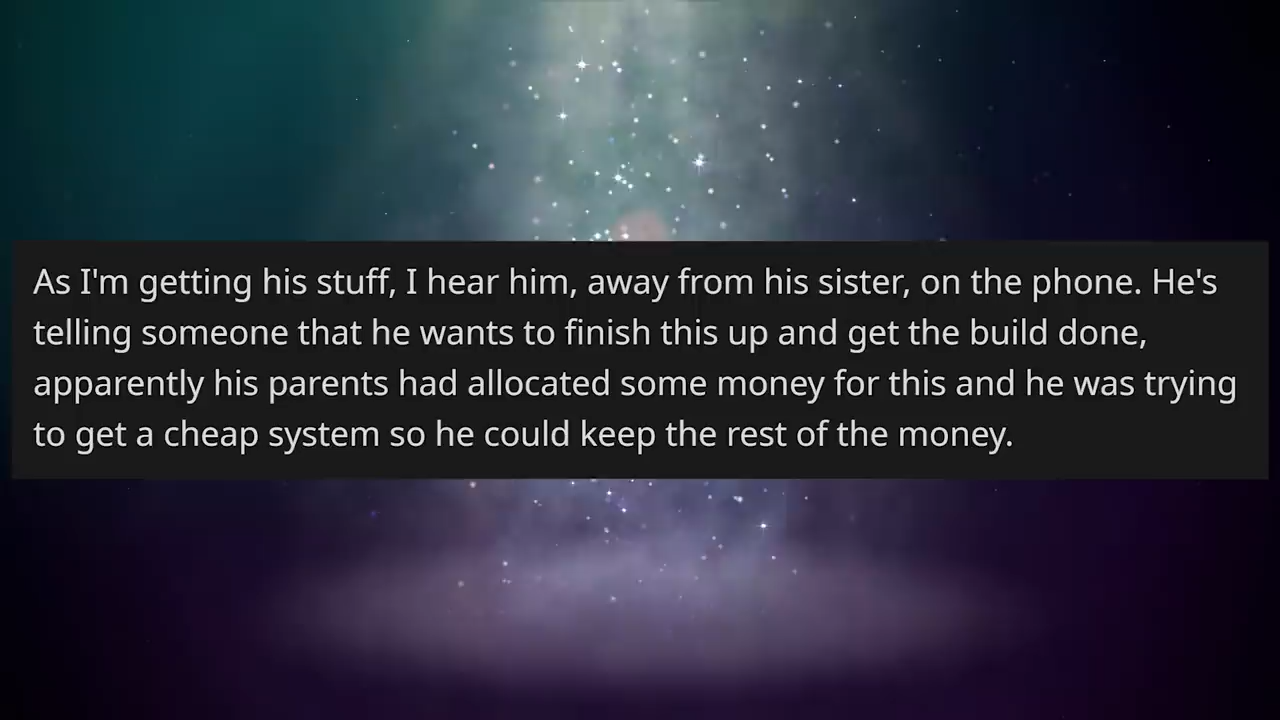 As I'm getting his stuff, I hear him, away from his sister, on the phone. He's
telling someone that he wants to finish this up and get the build done,
apparently his parents had allocated some money for this and he was trying
to get a cheap system so he could keep the rest of the money.